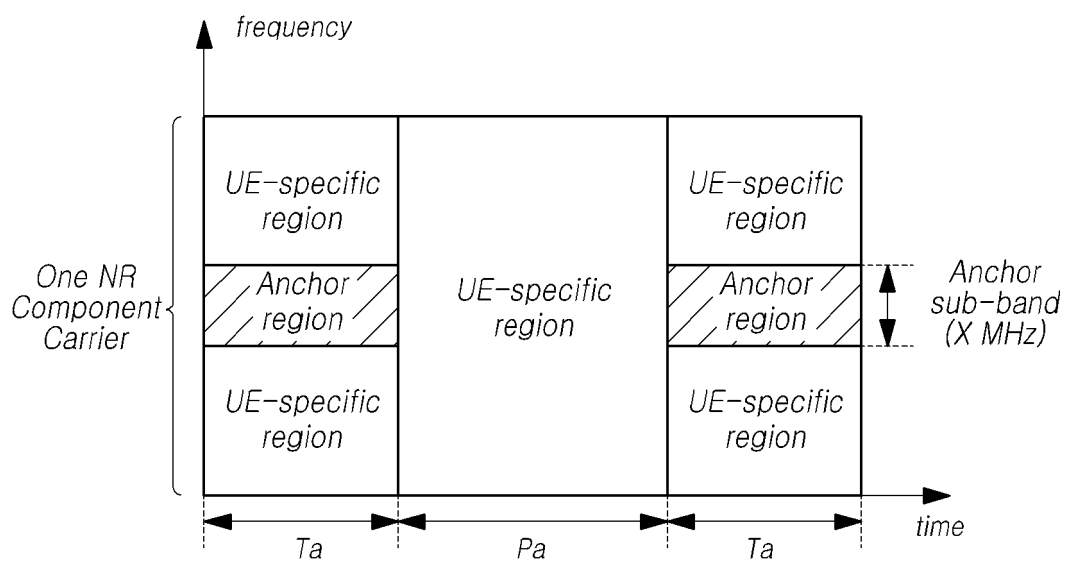 frequency
UE-specific
region
UE-specific
region
One NR
Component
Carrier
Anchor
region
UE-specific
region
Anchor
region
Anchor
sub-band
(X MHz)
UE-specific
region
UE-specific
region
time
Ta
Pa
Ta